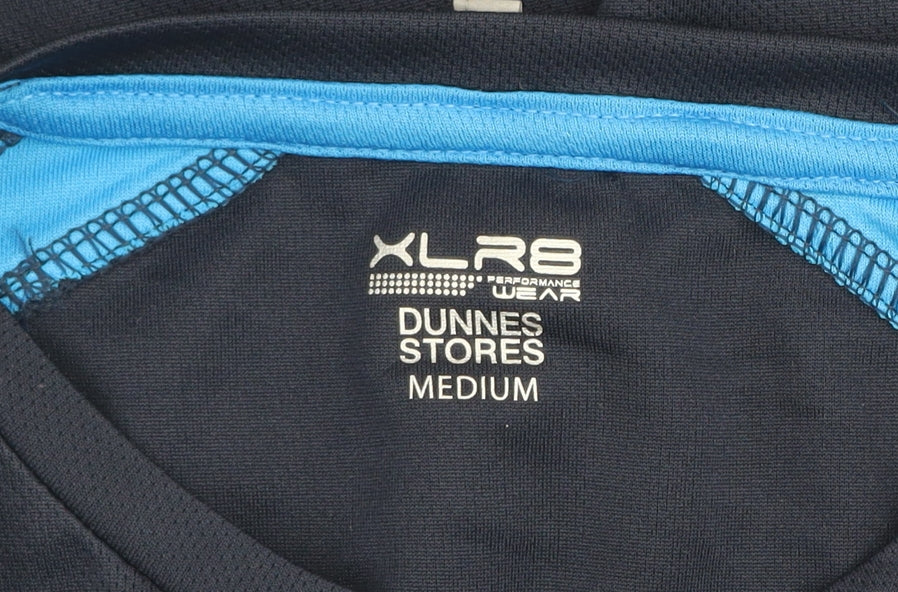 XLR8
PERFORMANCE
WEAR
DUNNES
STORES
MEDIUM